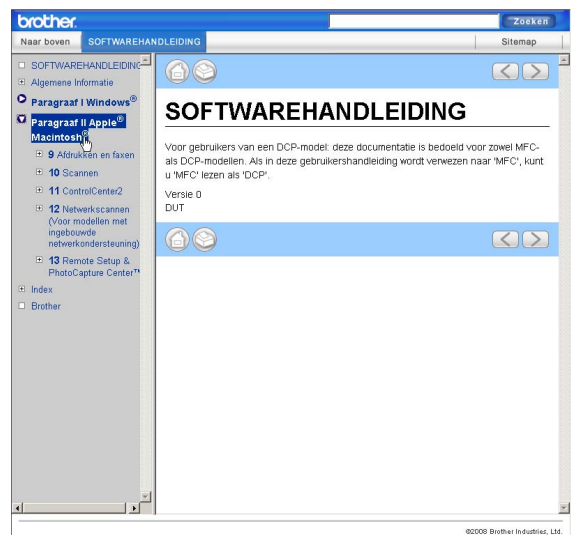 brother.
Zoeken
Naar boven
SOFTWAREHANDLEIDING
Sitemap
SOFTWAREHANDLEIDING
Algemene Informatie
Paragraaf I Windows®
Paragraaf II Apple®
Macintosh®
9 Afdrukken en faxen
10 Scannen
11 ControlCenter2
12 Netwerkscannen
(Voor modellen met
ingebouwde
netwerkondersteuning)
13 Remote Setup &
PhotoCapture Center™
Index
Brother
SOFTWAREHANDLEIDING
Voor gebruikers van een DCP-model: deze documentatie is bedoeld voor zowel MFC-
als DCP-modellen. Als in deze gebruikershandleiding wordt verwezen naar 'MFC', kunt
u 'MFC' lezen als 'DCP'.
Versie 0
DUT
©2008 Brother Industries, Ltd.